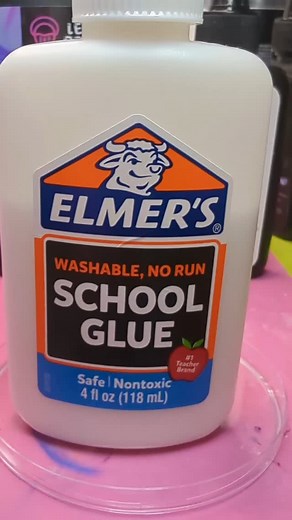 ELMER'S®
WASHABLE, NO RUN
SCHOOL
GLUE
#1
Teacher
Brand
Safe | Nontoxic
4 fl oz (118 mL)